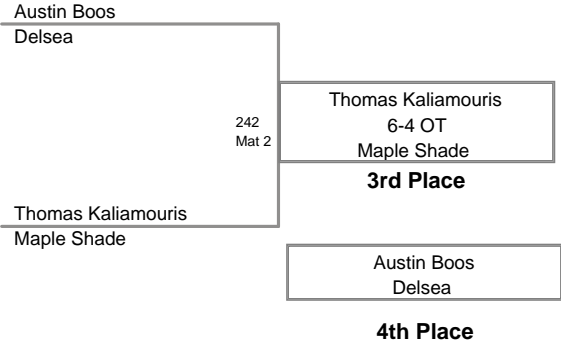 Austin Boos
Delsea
242
Mat 2
Thomas Kaliamouris
6-4 OT
Maple Shade
3rd Place
Thomas Kaliamouris
Maple Shade
Austin Boos
Delsea
4th Place